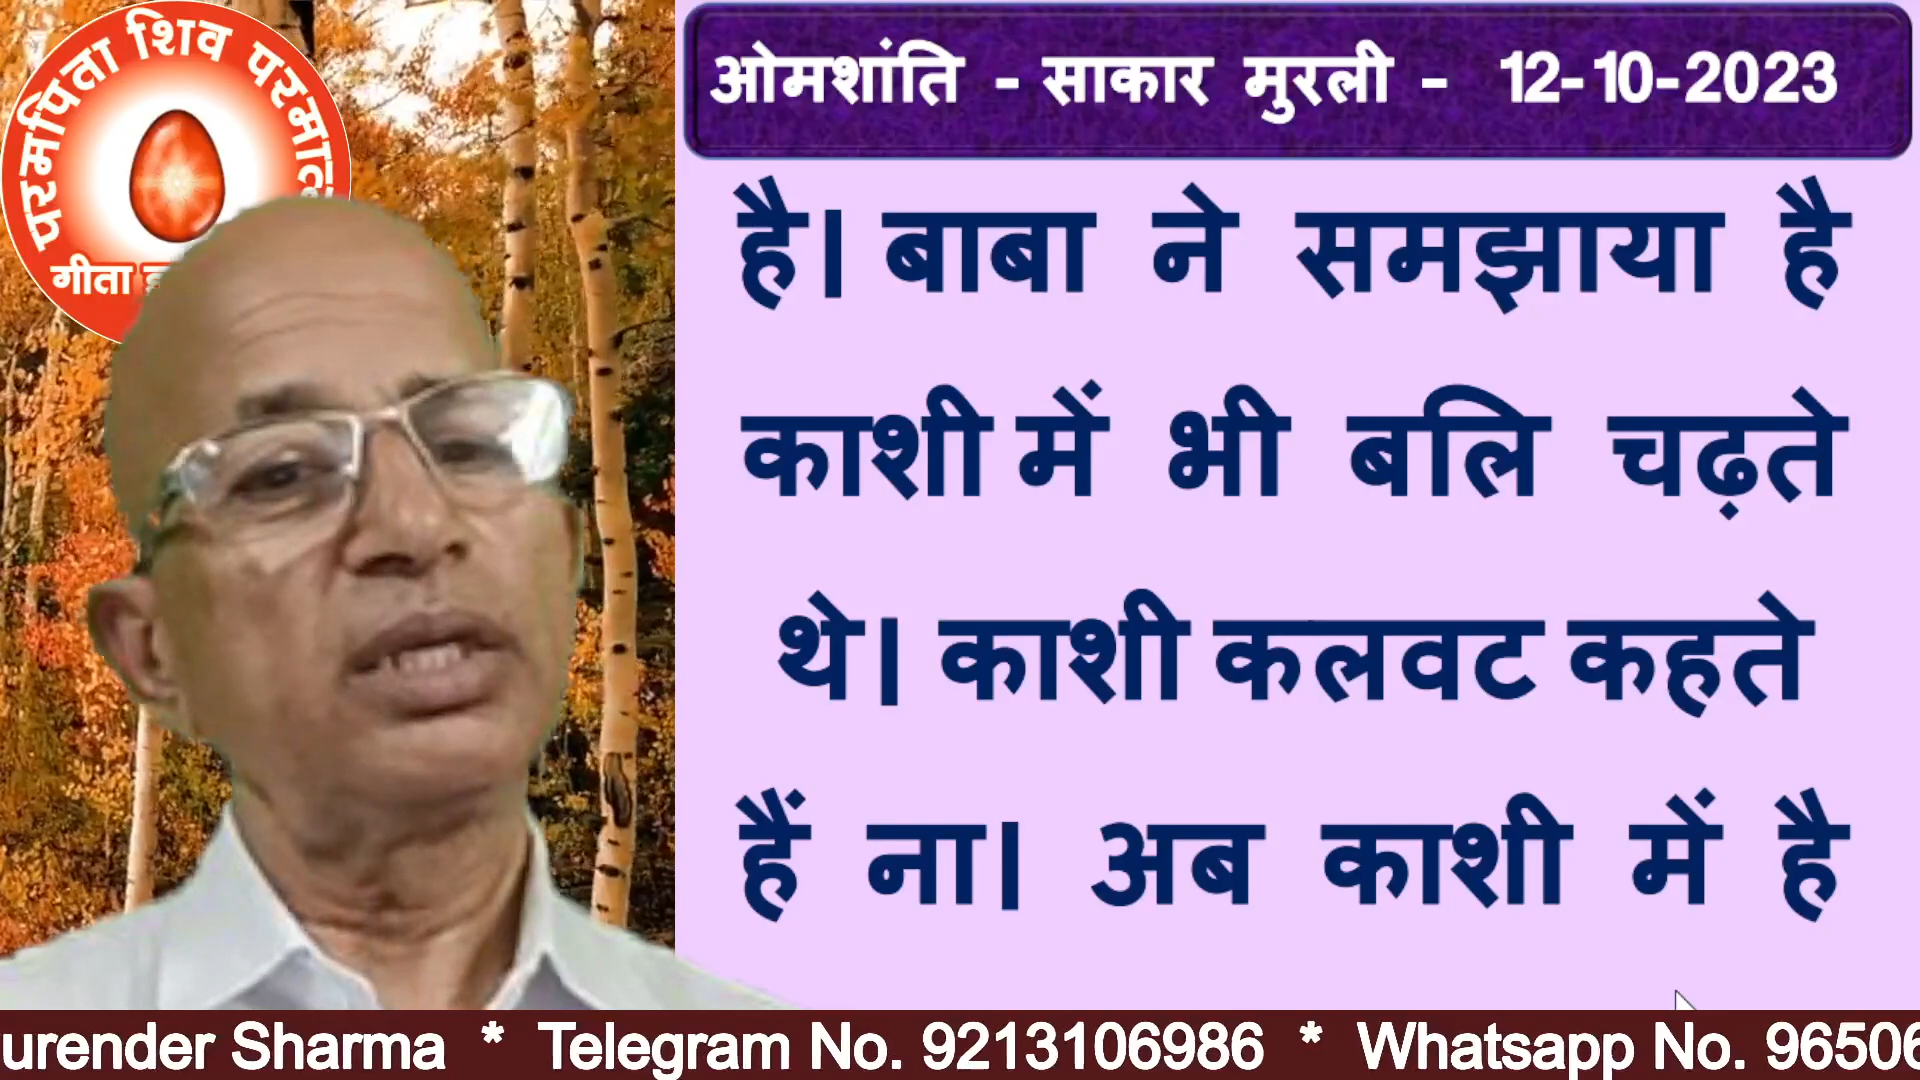 परमपिता शिव
गीता
ओमशांति - साकार मुरली - 12-10-2023
है। बाबा ने समझाया है
काशी में भी बलि चढ़ते
थे। काशी कलवट कहते
हैं ना। अब काशी में है
urender Sharma * Telegram No. 9213106986 * Whatsapp No. 96506